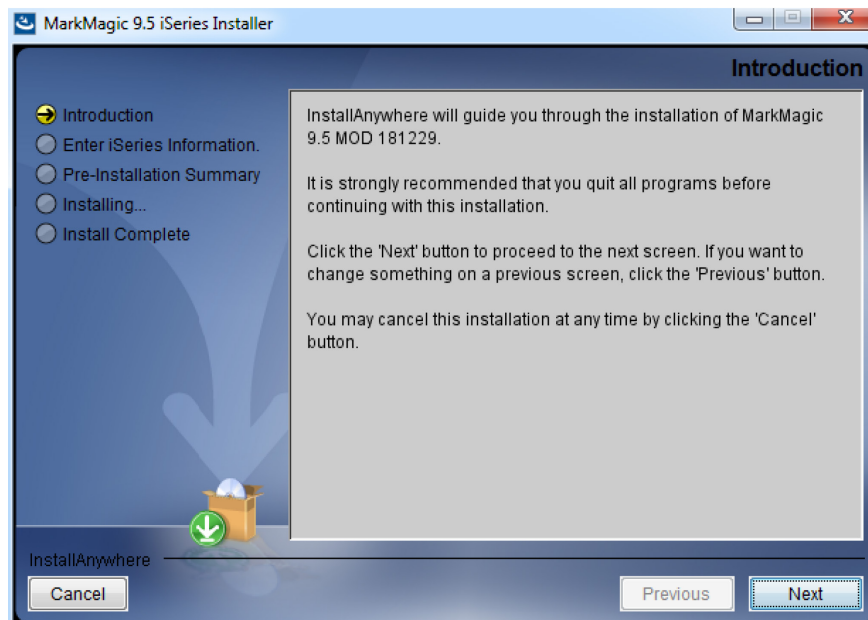 MarkMagic 9.5 iSeries Installer
Introduction
Introduction
Enter iSeries Information.
Pre-Installation Summary
Installing...
Install Complete
InstallAnywhere will guide you through the installation of MarkMagic
9.5 MOD 181229.
It is strongly recommended that you quit all programs before
continuing with this installation.
Click the 'Next' button to proceed to the next screen. If you want to
change something on a previous screen, click the 'Previous' button.
You may cancel this installation at any time by clicking the 'Cancel'
button.
InstallAnywhere
Cancel
Previous
Next